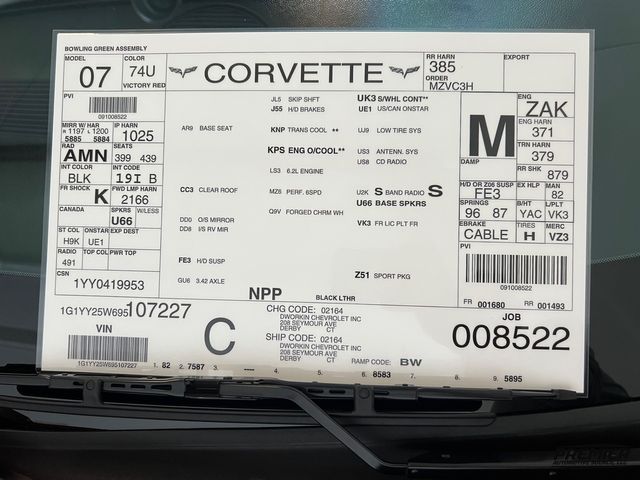 BOWLING GREEN ASSEMBLY
MODEL 07
COLOR 74U
VICTORY RED
CORVETTE
RR HARN 385
ORDER MZVC3H
EXPORT
PVI
091008522
MIRR W/ HAR
R 1197 L 1200
5885 5884
IP HARN 1025
RAD AMN
SEATS 399 439
INT COLOR BLK
INT COLOR 19I B
FR SHOCK K
FWD LMP HARN 2166
CANADA
SPKRS U66
W/LESS
ST COL H9K
ONSTAR UE1
EXP DEST
RADIO 491
TOP COL
PWR TOP
CSN
1YY0419953
JL5 SKIP SHFT
UK3 S/WHL CONT**
J55 H/D BRAKES
UE1 US/CAN ONSTAR
AR9 BASE SEAT
KNP TRANS COOL **
UJ9 LOW TIRE SYS
KPS ENG O/COOL**
US3 ANTENN. SYS
US8 CD RADIO
LS3 6.2L ENGINE
CC3 CLEAR ROOF
MZ6 PERF. 6SPD
U2K S BAND RADIO S
U66 BASE SPKRS
DD0 O/S MIRROR
Q9V FORGED CHRM WH
VK3 FR LIC PLT FR
DD8 I/S RV MIR
FE3 H/D SUSP
Z51 SPORT PKG
GU6 3.42 AXLE
NPP
BLACK LTHR
M
DAMP
ENG ZAK
ENG HARN 371
TRN HARN 379
RR SHK 879
H/D OR Z06 SUSP FE3
EX HLP
MAN 82
SPRINGS 96 87
B/H YAC
L/PLT VK3
EBRAKE CABLE
TIRES H
MERC VZ3
PVI
091008522
FR 001680
RR 001493
1G1YY25W695107227
VIN
1G1YY25W695107227
C
CHG CODE: 02164
DWORKIN CHEVROLET INC
208 SEYMOUR AVE
DERBY CT
SHIP CODE: 02164
DWORKIN CHEVROLET INC
208 SEYMOUR AVE
DERBY CT
RAMP CODE: BW
JOB
008522
1. 82 2. 7587 3. ---- 4. 5. 6. 8583 7. 8. 9. 5895
PREMIER